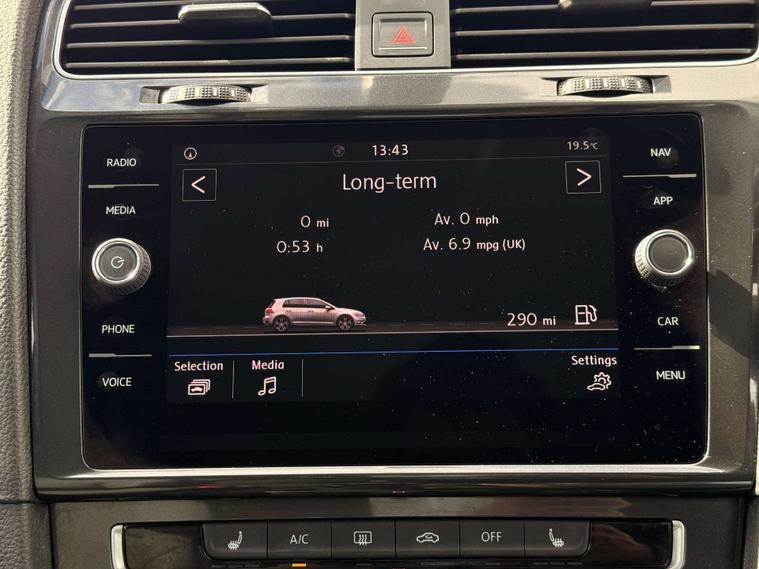 13:43
19.5°C
Long-term
0 mi
Av. 0 mph
0:53 h
Av. 6.9 mpg (UK)
290 mi
Selection
Media
Settings
RADIO
MEDIA
PHONE
VOICE
NAV
APP
CAR
MENU
A/C
OFF